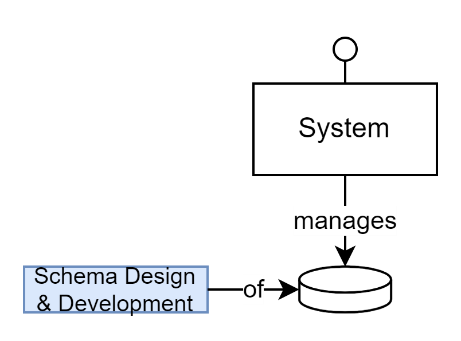 System
manages
Schema Design
& Development
of